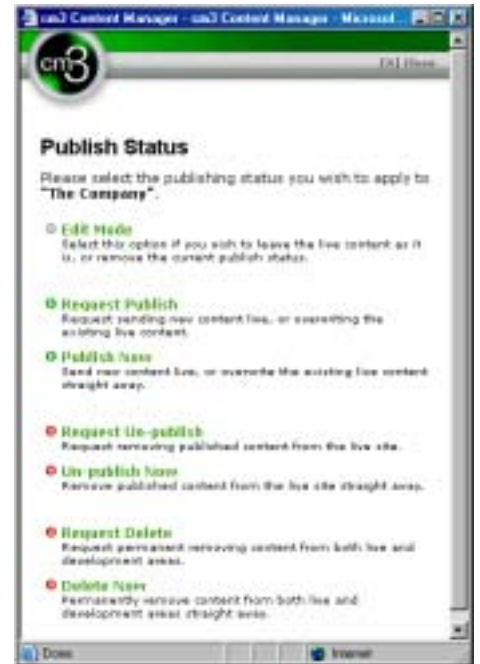 cm3 Content Manager - cm3 Content Manager - Microsof...
cm3
[X] Close
Publish Status
Please select the publishing status you wish to apply to
"The Company".
Edit Mode
Select this option if you wish to leave the live content as it
is, or remove the current publish status.
Request Publish
Request sending new content live, or overwriting the
existing live content.
Publish Now
Send new content live, or overwrite the existing live content
straight away.
Request Un-publish
Request removing published content from the live site.
Un-publish Now
Remove published content from the live site straight away.
Request Delete
Request permanent removing content from both live and
development areas.
Delete Now
Permanently remove content from both live and
development areas straight away.
Done
Internet